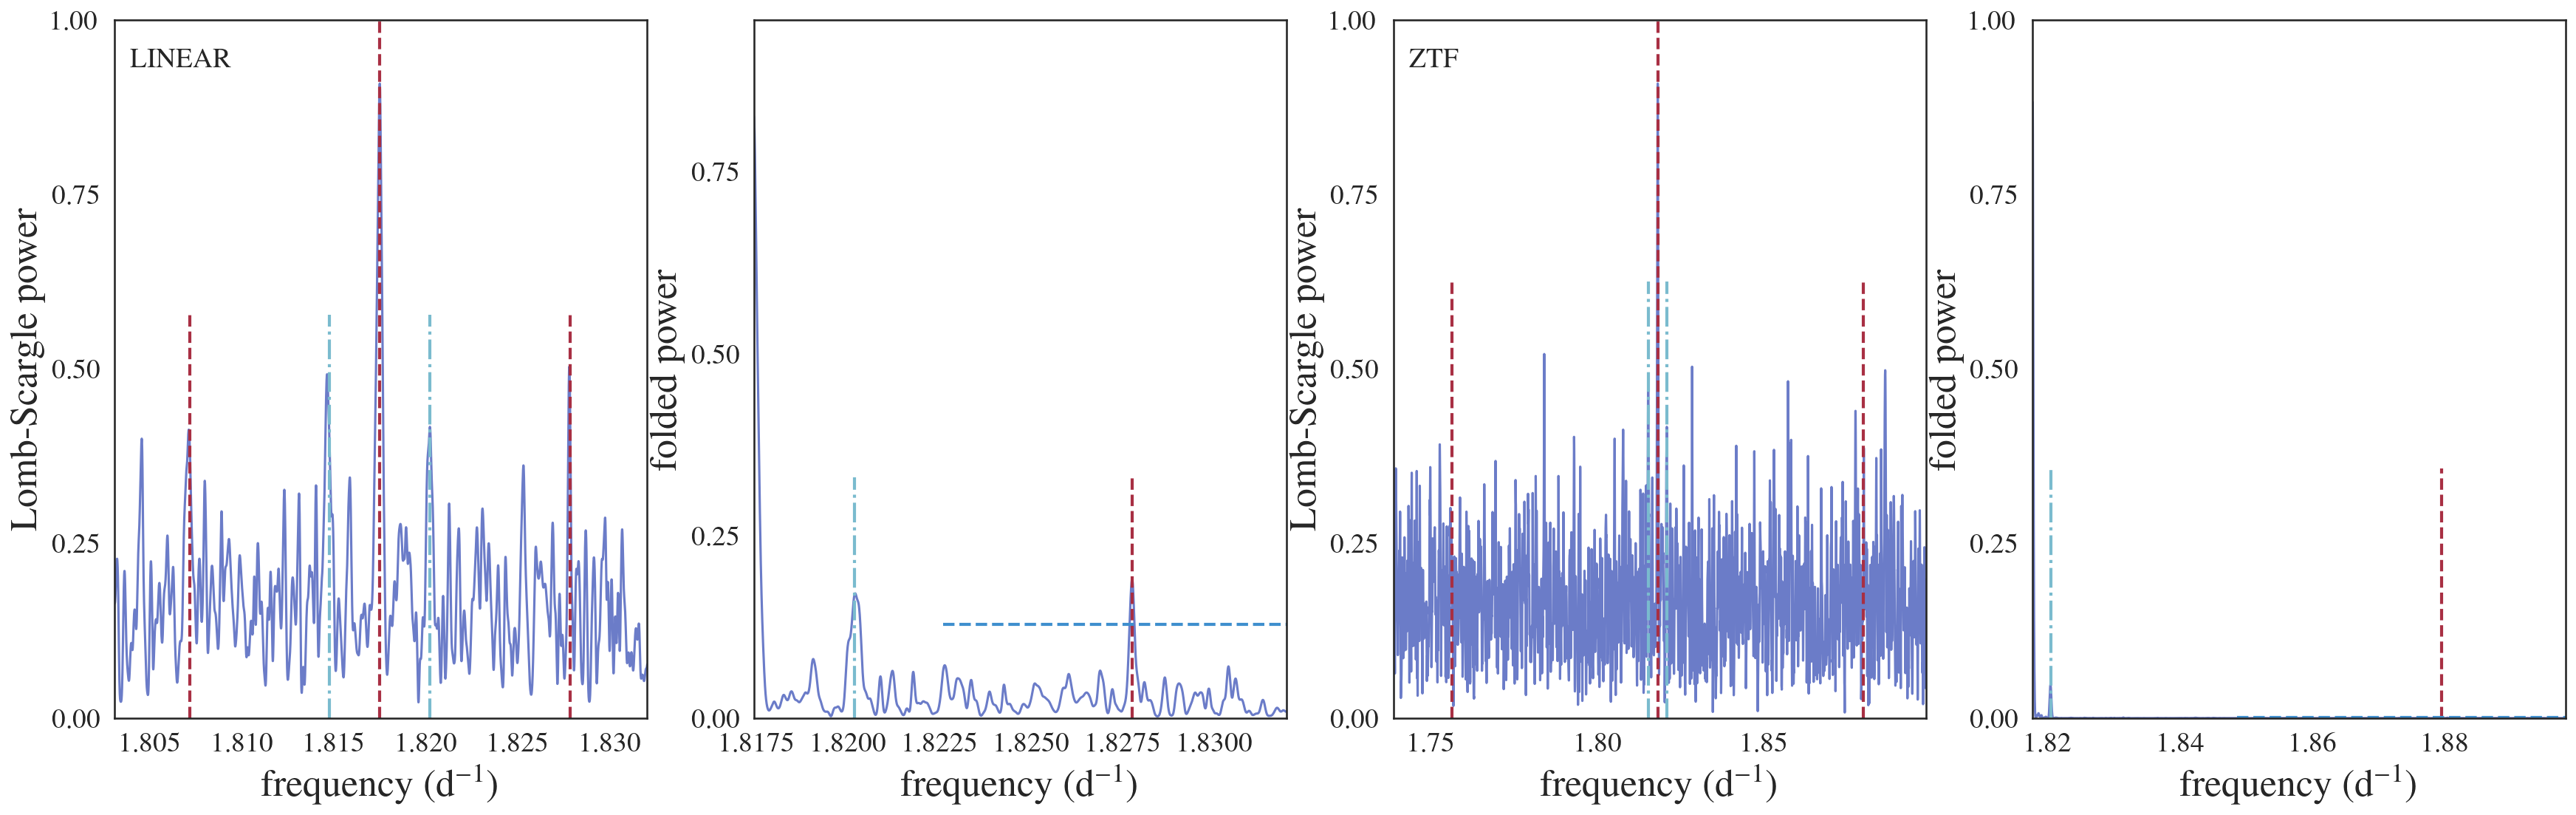 LINEAR
Lomb-Scargle power
1.00
0.75
0.50
0.25
0.00
1.805 1.810 1.815 1.820 1.825 1.830
frequency (d⁻¹)
folded power
0.75
0.50
0.25
0.00
1.8175 1.8200 1.8225 1.8250 1.8275 1.8300
frequency (d⁻¹)
ZTF
Lomb-Scargle power
1.00
0.75
0.50
0.25
0.00
1.75 1.80 1.85
frequency (d⁻¹)
folded power
1.00
0.75
0.50
0.25
0.00
1.82 1.84 1.86 1.88
frequency (d⁻¹)